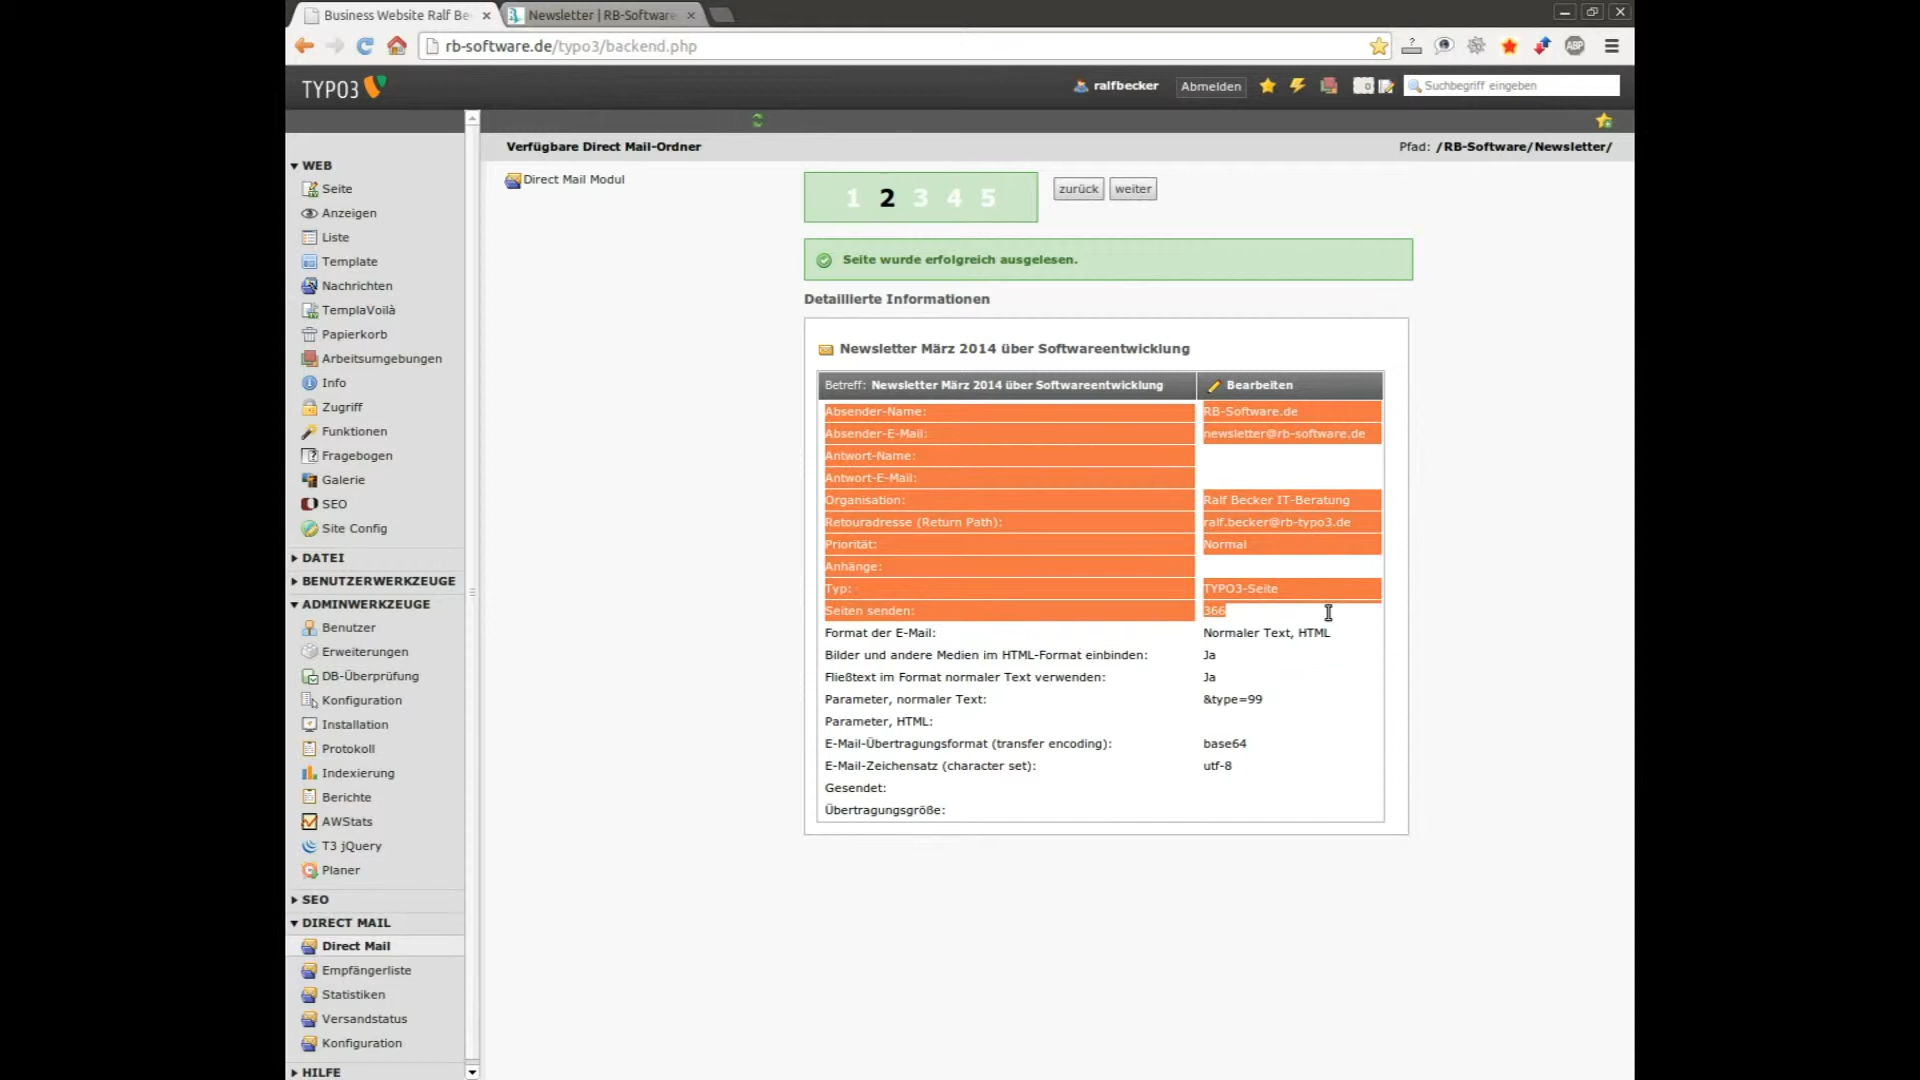 Business Website Ralf Be
Newsletter | RB-Software
rb-software.de/typo3/backend.php
ABP
TYPO3
ralfbecker
Abmelden
0
Suchbegriff eingeben
Verfügbare Direct Mail-Ordner
Pfad: /RB-Software/Newsletter/
WEB
Seite
Anzeigen
Liste
Template
Nachrichten
TemplaVoilà
Papierkorb
Arbeitsumgebungen
Info
Zugriff
Funktionen
Fragebogen
Galerie
SEO
Site Config
DATEI
BENUTZERWERKZEUGE
ADMINWERKZEUGE
Benutzer
Erweiterungen
DB-Überprüfung
Konfiguration
Installation
Protokoll
Indexierung
Berichte
AWStats
T3 jQuery
Planer
SEO
DIRECT MAIL
Direct Mail
Empfängerliste
Statistiken
Versandstatus
Konfiguration
HILFE
Direct Mail Modul
1 2 3 4 5
zurück weiter
Seite wurde erfolgreich ausgelesen.
Detaillierte Informationen
Newsletter März 2014 über Softwareentwicklung
Betreff: Newsletter März 2014 über Softwareentwicklung Bearbeiten
Absender-Name: RB-Software.de
Absender-E-Mail: newsletter@rb-software.de
Antwort-Name:
Antwort-E-Mail:
Organisation: Ralf Becker IT-Beratung
Retouradresse (Return Path): ralf.becker@rb-typo3.de
Priorität: Normal
Anhänge:
Typ: TYPO3-Seite
Seiten senden: 366
Format der E-Mail: Normaler Text, HTML
Bilder und andere Medien im HTML-Format einbinden: Ja
Fließtext im Format normaler Text verwenden: Ja
Parameter, normaler Text: &type=99
Parameter, HTML:
E-Mail-Übertragungsformat (transfer encoding): base64
E-Mail-Zeichensatz (character set): utf-8
Gesendet:
Übertragungsgröße: